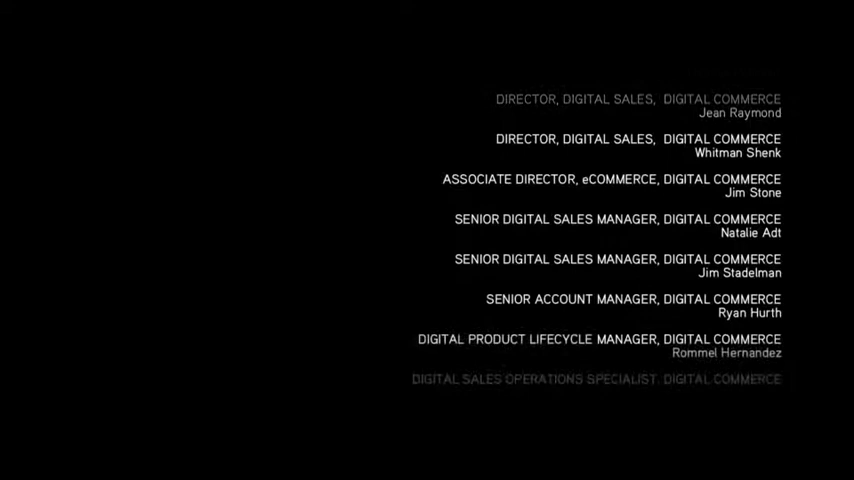 DIRECTOR, DIGITAL SALES, DIGITAL COMMERCE
Jean Raymond
DIRECTOR, DIGITAL SALES, DIGITAL COMMERCE
Whitman Shenk
ASSOCIATE DIRECTOR, eCOMMERCE, DIGITAL COMMERCE
Jim Stone
SENIOR DIGITAL SALES MANAGER, DIGITAL COMMERCE
Natalie Adt
SENIOR DIGITAL SALES MANAGER, DIGITAL COMMERCE
Jim Stadelman
SENIOR ACCOUNT MANAGER, DIGITAL COMMERCE
Ryan Hurth
DIGITAL PRODUCT LIFECYCLE MANAGER, DIGITAL COMMERCE
Rommel Hernandez
DIGITAL SALES OPERATIONS SPECIALIST, DIGITAL COMMERCE